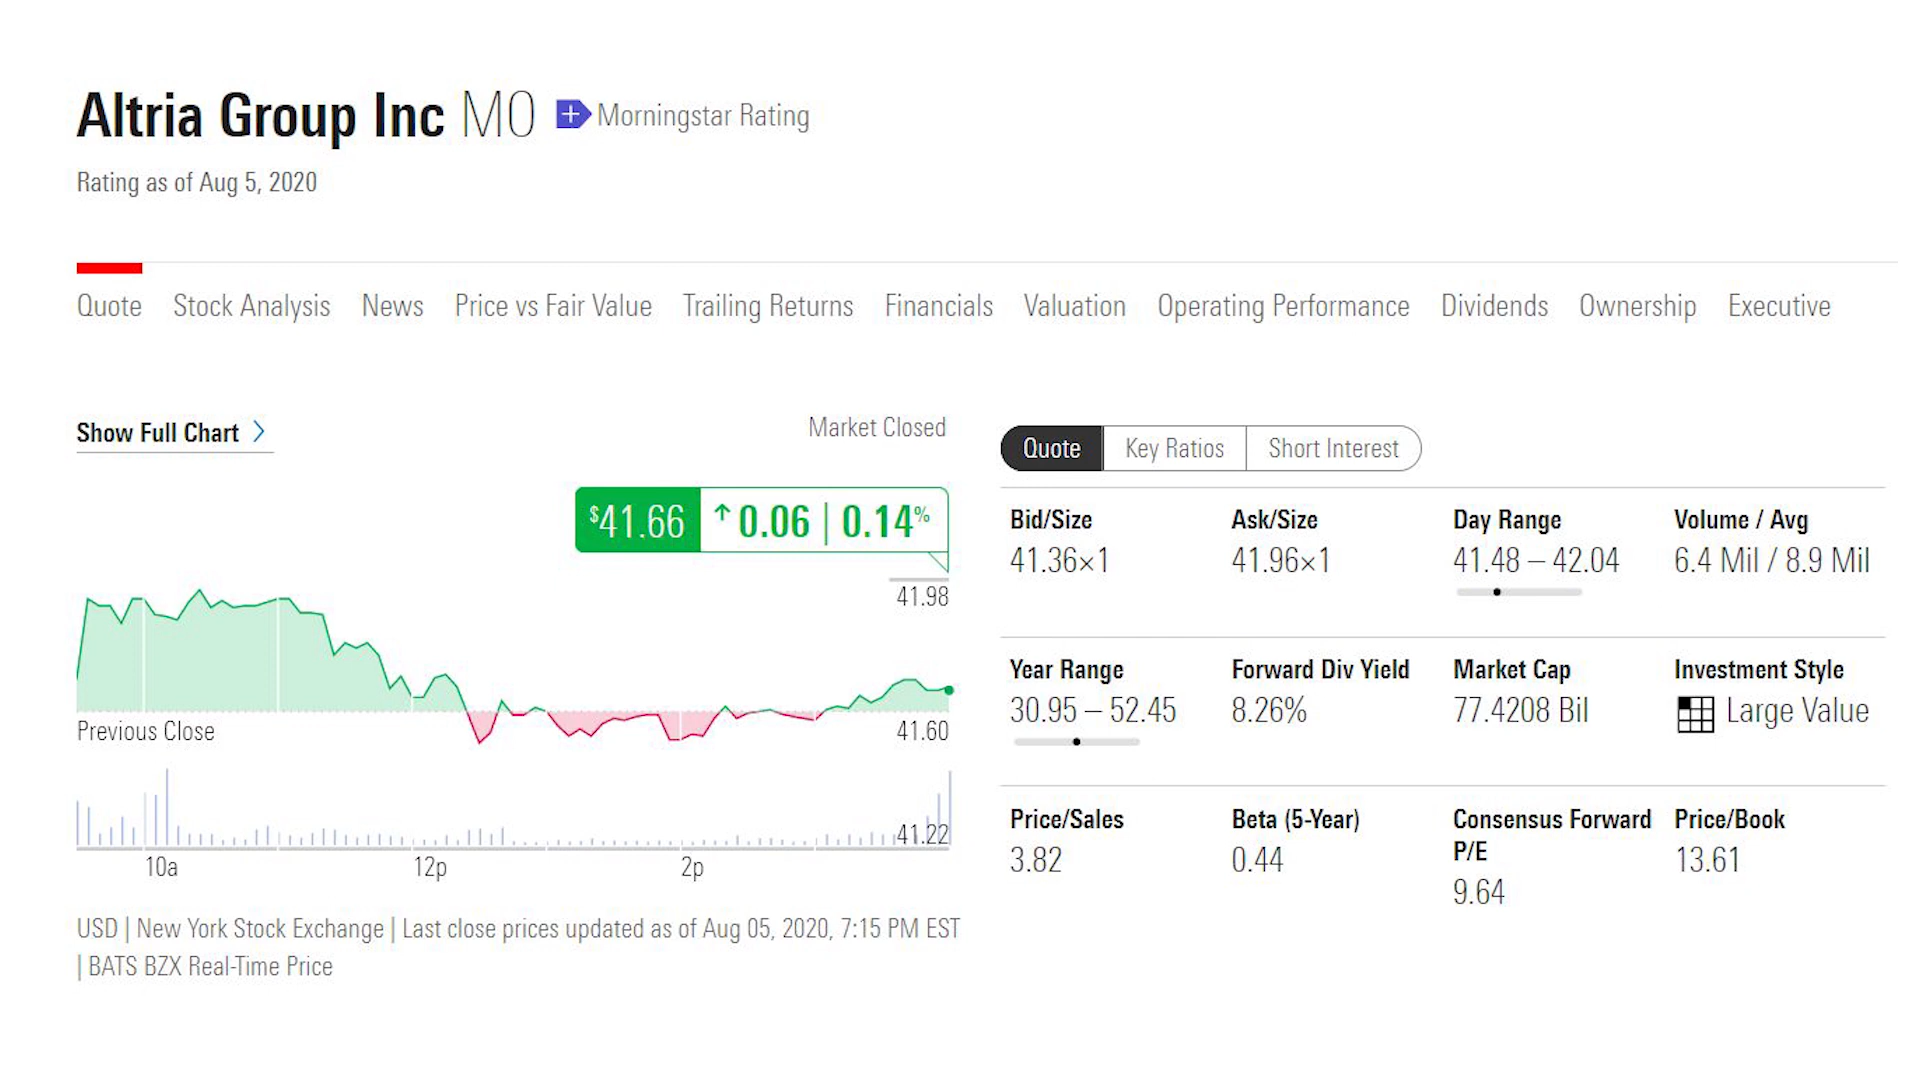 Altria Group Inc MO + Morningstar Rating
Rating as of Aug 5, 2020
Quote Stock Analysis News Price vs Fair Value Trailing Returns Financials Valuation Operating Performance Dividends Ownership Executive
Show Full Chart
Market Closed
$41.66 ↑0.06 | 0.14%
41.98
Previous Close
41.60
41.22
10a 12p 2p
USD | New York Stock Exchange | Last close prices updated as of Aug 05, 2020, 7:15 PM EST
| BATS BZX Real-Time Price
Quote Key Ratios Short Interest
Bid/Size Ask/Size Day Range Volume / Avg
41.36×1 41.96×1 41.48 – 42.04 6.4 Mil / 8.9 Mil
Year Range Forward Div Yield Market Cap Investment Style
30.95 – 52.45 8.26% 77.4208 Bil Large Value
Price/Sales Beta (5-Year) Consensus Forward Price/Book
P/E
3.82 0.44 13.61
9.64